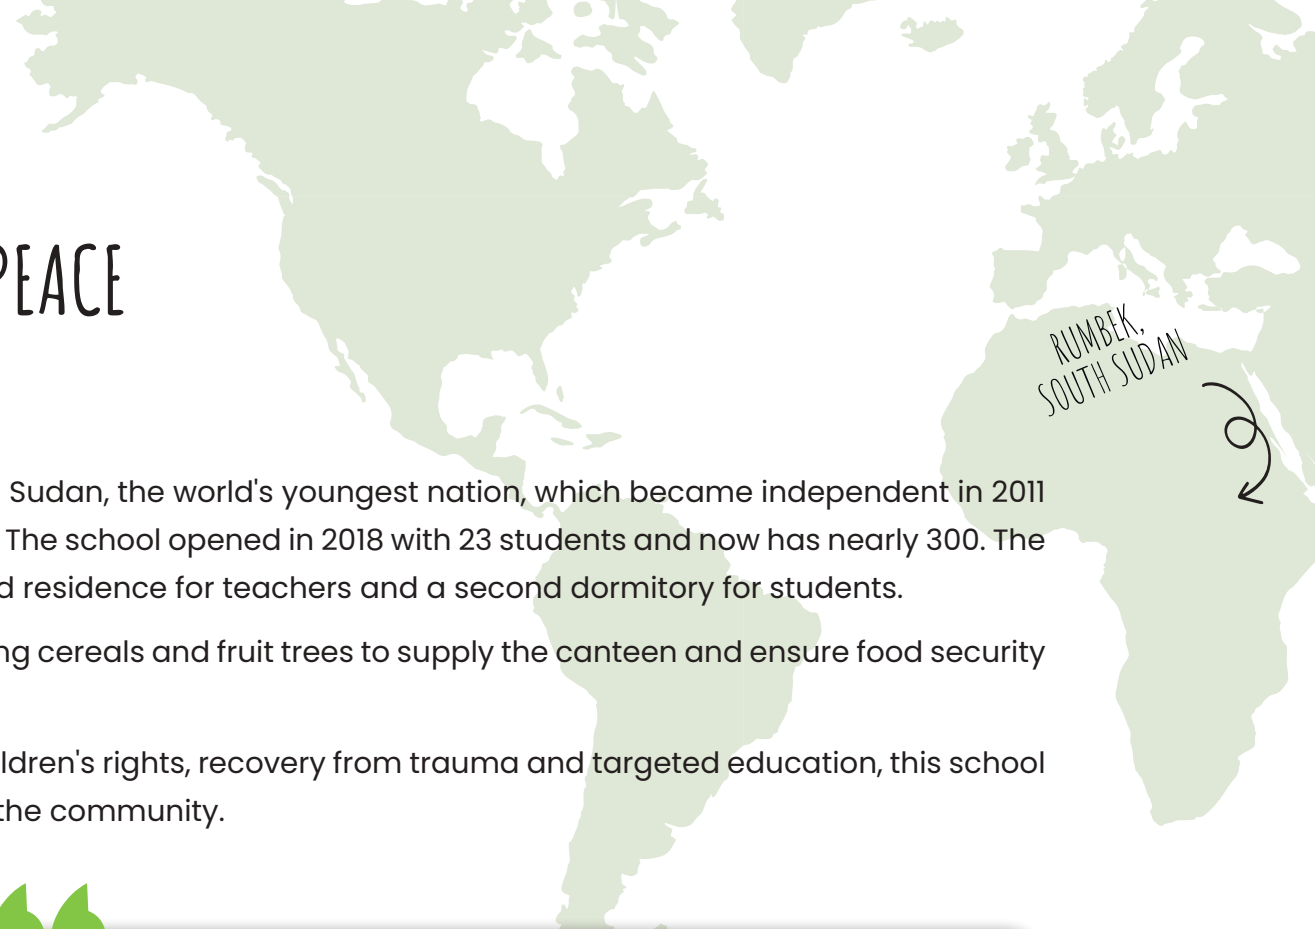 PEACE
RUMBEK,
SOUTH SUDAN
Sudan, the world's youngest nation, which became independent in 2011
The school opened in 2018 with 23 students and now has nearly 300. The
residence for teachers and a second dormitory for students.
cereals and fruit trees to supply the canteen and ensure food security
ldren's rights, recovery from trauma and targeted education, this school
the community.